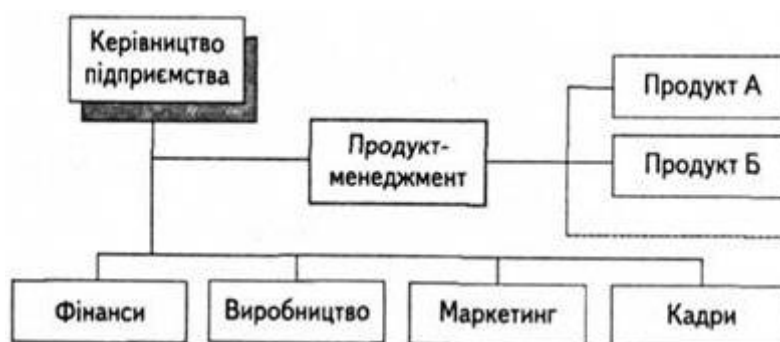 Керівництво
підприємства
Продукт А
Продукт-
менеджмент
Продукт Б
Фінанси
Виробництво
Маркетинг
Кадри